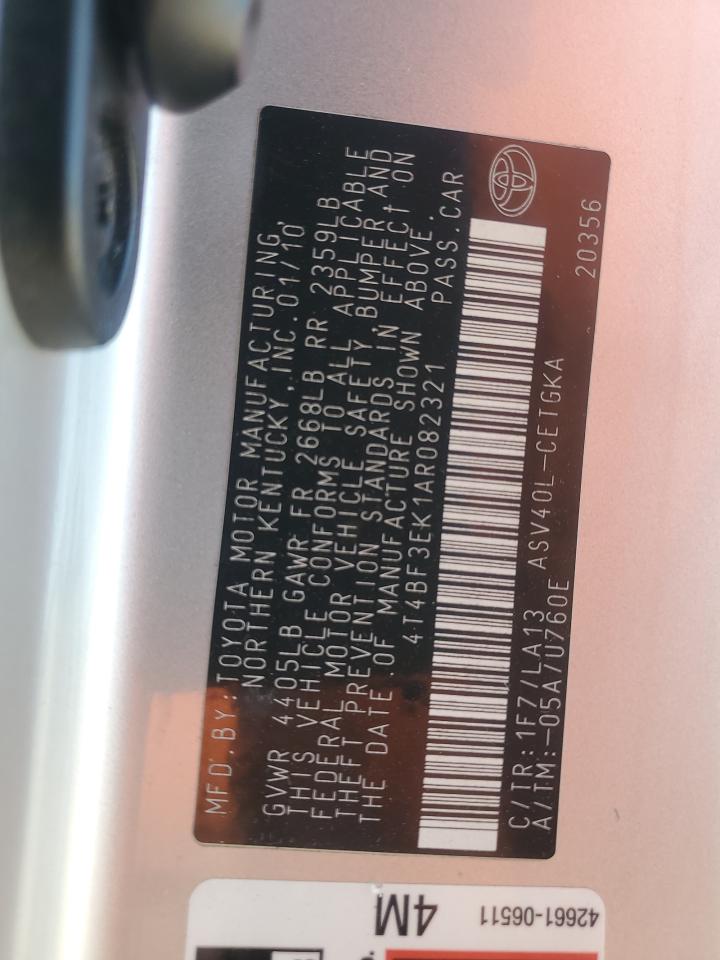 MFD.BY:TOYOTA MOTOR MANUFACTURING,
NORTHERN KENTUCKY,INC.01/10
GVWR 4405LB GAWR FR 2668LB RR 2359LB
THIS VEHICLE CONFORMS TO ALL APPLICABLE
FEDERAL MOTOR VEHICLE SAFETY,BUMPER AND
THEFT PREVENTION STANDARDS IN EFFECT ON
THE DATE OF MANUFACTURE SHOWN ABOVE.
4T4BF3EK1AR082321 PASS.CAR
C/TR:1F7/LA13 ASV40L-CETGKA
A/TM:-05A/U760E 20356
4M
42661-06511